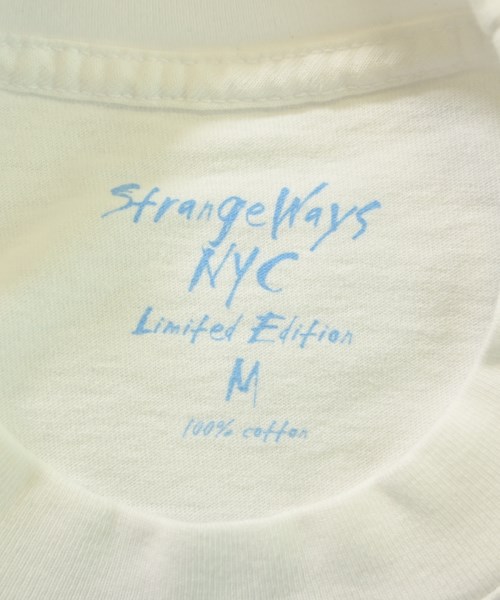 StrangeWays
NYC
Limited Edition
M
100% cotton